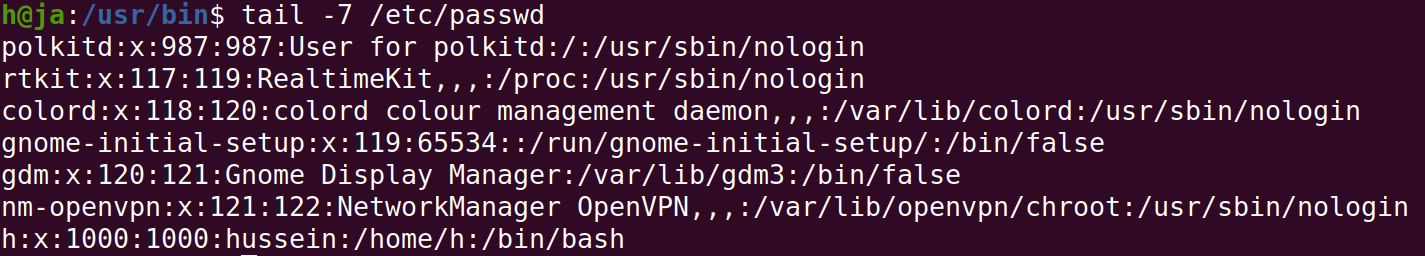 h@ja:/usr/bin$ tail -7 /etc/passwd
polkitd:x:987:987:User for polkitd:/:/usr/sbin/nologin
rtkit:x:117:119:RealtimeKit,,,:/proc:/usr/sbin/nologin
colord:x:118:120:colord colour management daemon,,,:/var/lib/colord:/usr/sbin/nologin
gnome-initial-setup:x:119:65534::/run/gnome-initial-setup/:/bin/false
gdm:x:120:121:Gnome Display Manager:/var/lib/gdm3:/bin/false
nm-openvpn:x:121:122:NetworkManager OpenVPN,,,:/var/lib/openvpn/chroot:/usr/sbin/nologin
h:x:1000:1000:hussein:/home/h:/bin/bash